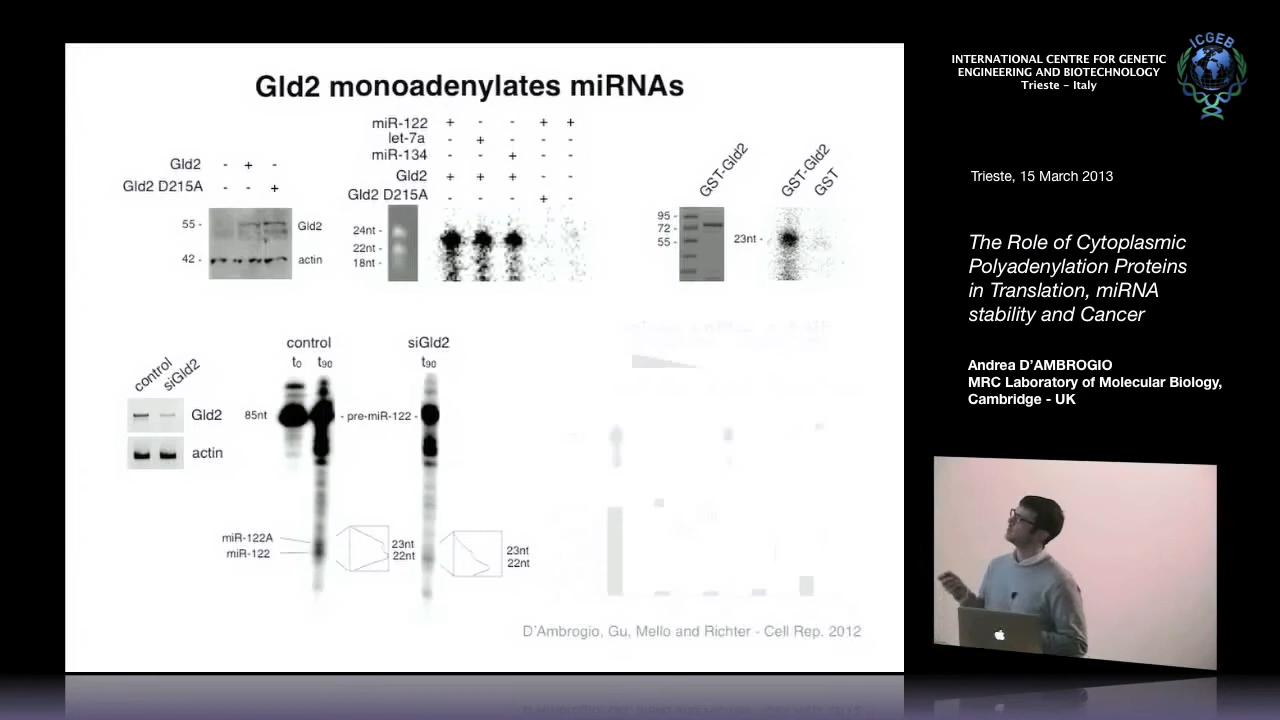 Gld2 monoadenylates miRNAs
miR-122 + - - + +
let-7a - + - - -
miR-134 - - + - -
Gld2 + + + - -
Gld2 D215A - - - + -
Gld2 - + -
Gld2 D215A - - +
55 -
42 -
Gld2
actin
24nt -
22nt -
18nt -
GST-Gld2
95 -
72 -
55 -
GST-Gld2
GST
23nt -
control
siGld2
Gld2
actin
control
t0 t90
siGld2
t90
85nt
- pre-miR-122 -
miR-122A
miR-122
23nt
22nt
23nt
22nt
D'Ambrogio, Gu, Mello and Richter - Cell Rep. 2012
INTERNATIONAL CENTRE FOR GENETIC
ENGINEERING AND BIOTECHNOLOGY
Trieste - Italy
ICGEB
Trieste, 15 March 2013
The Role of Cytoplasmic
Polyadenylation Proteins
in Translation, miRNA
stability and Cancer
Andrea D'AMBROGIO
MRC Laboratory of Molecular Biology,
Cambridge - UK